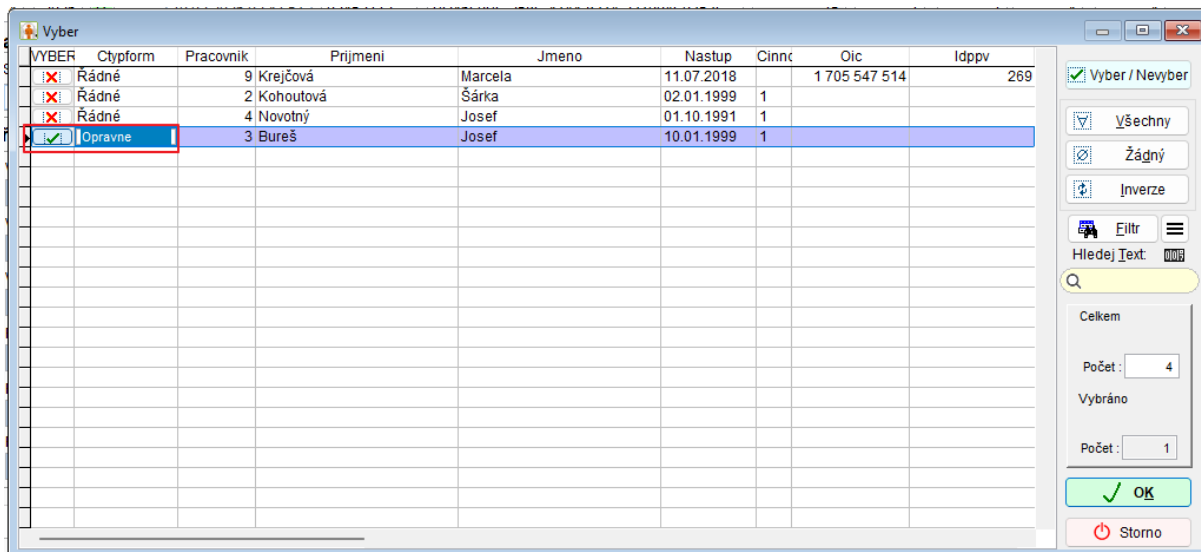 Vyber
VYBER Ctypform Pracovnik Prijmeni Jmeno Nastup Cinno Oic Idppv
Řádné 9 Krejčová Marcela 11.07.2018 1 705 547 514 269
Řádné 2 Kohoutová Šárka 02.01.1999 1
Řádné 4 Novotný Josef 01.10.1991 1
Opravne 3 Bureš Josef 10.01.1999 1
Vyber / Nevyber
Všechny
Žádný
Inverze
Filtr
Hledej Text:
Celkem
Počet : 4
Vybráno
Počet : 1
OK
Storno